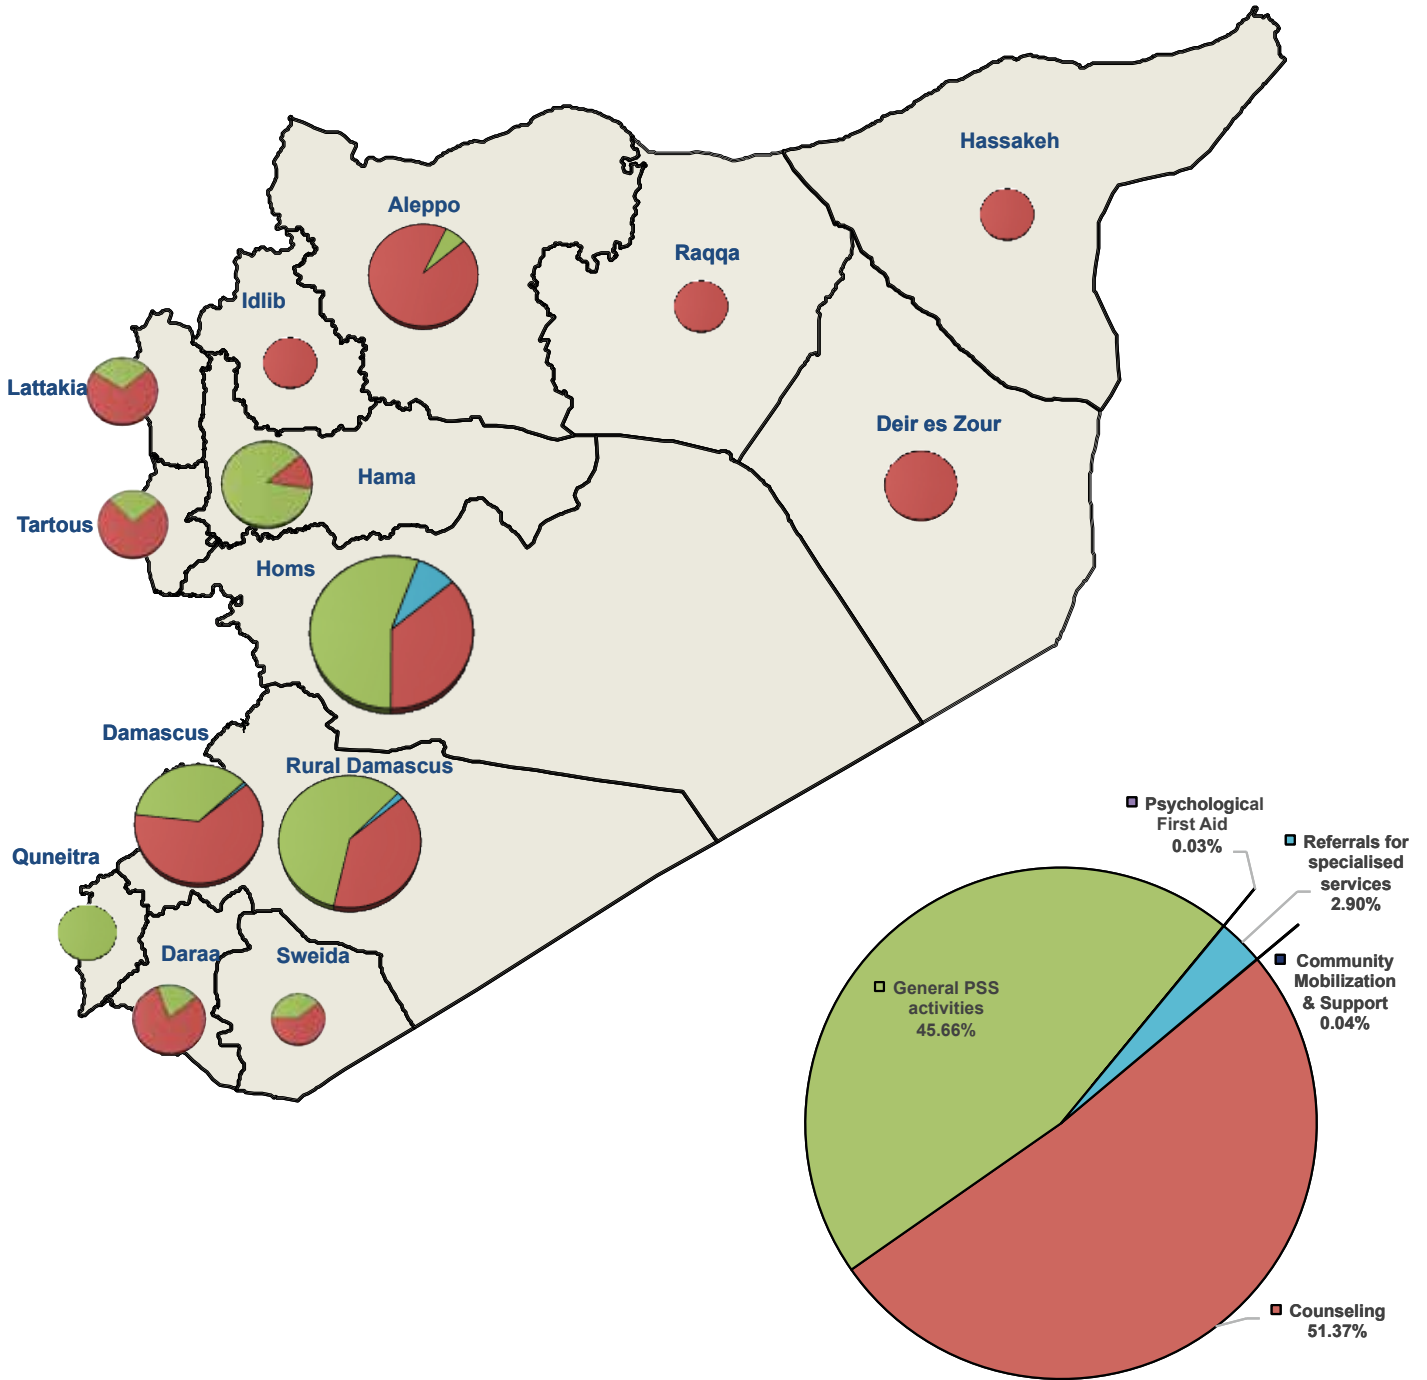 Hassakeh
Aleppo
Raqqa
Idlib
Lattakia
Deir es Zour
Hama
Tartous
Homs
Damascus
Rural Damascus
Quneitra
Daraa
Sweida
Psychological
First Aid
0.03%
Referrals for
specialised
services
2.90%
Community
Mobilization
& Support
0.04%
General PSS
activities
45.66%
Counseling
51.37%